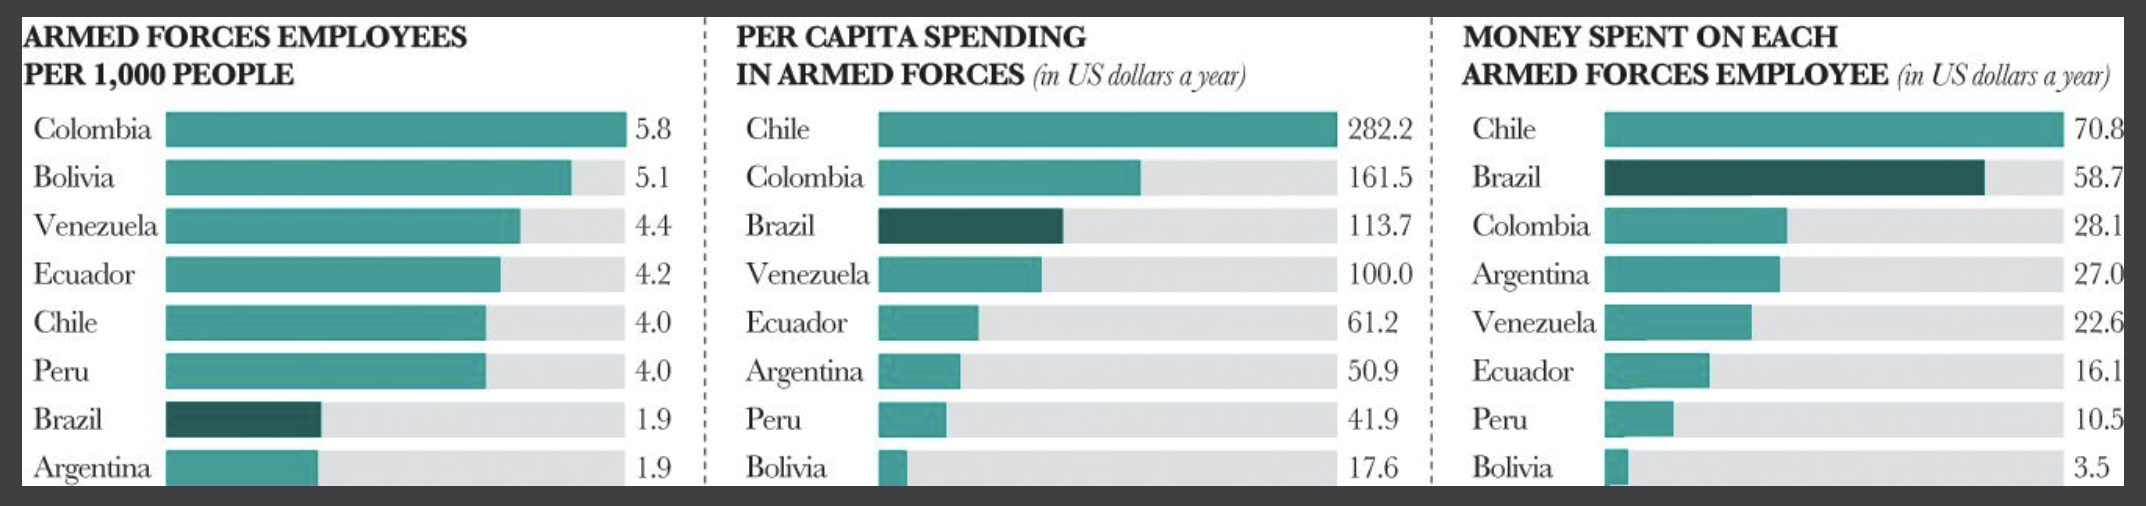 ARMED FORCES EMPLOYEES
PER 1,000 PEOPLE
Colombia 5.8
Bolivia 5.1
Venezuela 4.4
Ecuador 4.2
Chile 4.0
Peru 4.0
Brazil 1.9
Argentina 1.9
PER CAPITA SPENDING
IN ARMED FORCES (in US dollars a year)
Chile 282.2
Colombia 161.5
Brazil 113.7
Venezuela 100.0
Ecuador 61.2
Argentina 50.9
Peru 41.9
Bolivia 17.6
MONEY SPENT ON EACH
ARMED FORCES EMPLOYEE (in US dollars a year)
Chile 70.8
Brazil 58.7
Colombia 28.1
Argentina 27.0
Venezuela 22.6
Ecuador 16.1
Peru 10.5
Bolivia 3.5